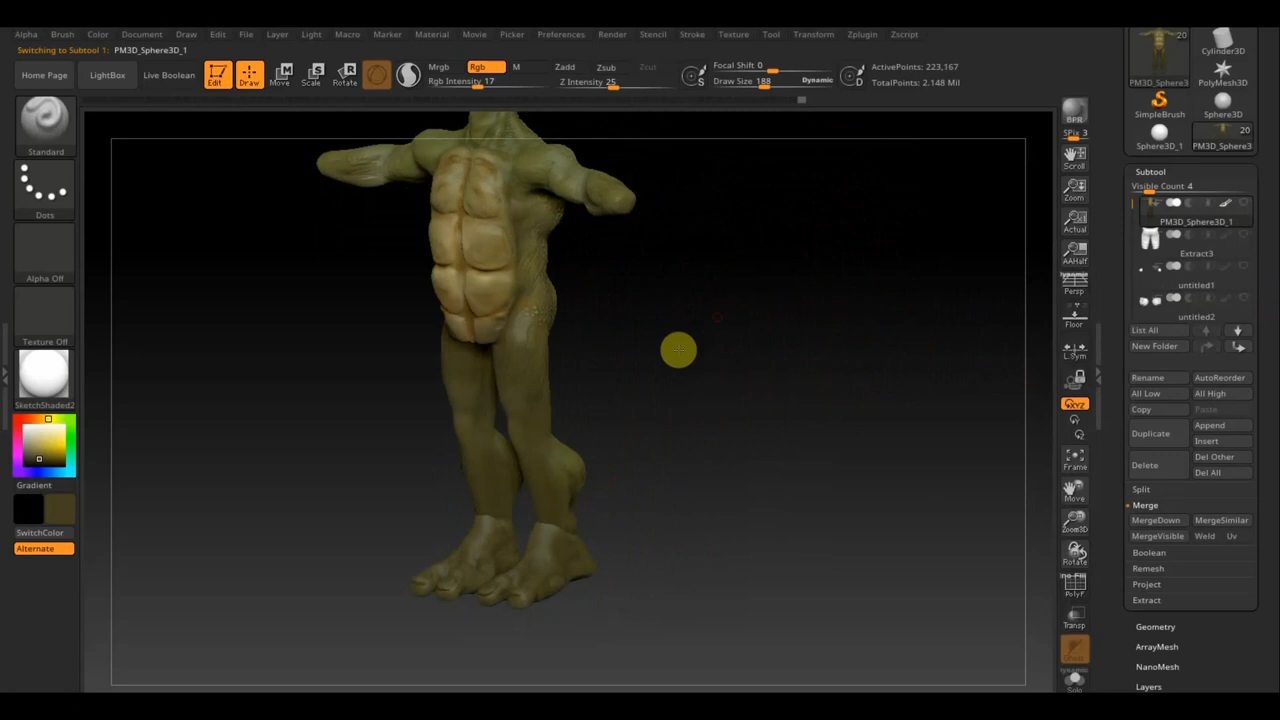 Alpha Brush Color Document Draw Edit File Layer Light Macro Marker Material Movie Picker Preferences Render Stencil Stroke Texture Tool Transform Zplugin Zscript
Switching to Subtool 1: PM3D_Sphere3D_1
Home Page LightBox Live Boolean Edit Draw Move Scale Rotate
Mrgb Rgb M Zadd Zsub Zcut
Rgb Intensity 17 Z Intensity 25
Focal Shift 0
Draw Size 188 Dynamic
ActivePoints: 223,167
TotalPoints: 2.148 Mil
Standard
Dots
Alpha Off
Texture Off
SketchShaded2
Gradient
SwitchColor
Alternate
BPR
SPix 3
Scroll
Zoom
Actual
AAHalf
Dynamic
Persp
Floor
L.Sym
XYZ
Y
Z
Frame
Move
Zoom3D
Rotate
PolyF
Transp
Ghost
Dynamic
Solo
20
PM3D_Sphere3D_1
Cylinder3D
PolyMesh3D
SimpleBrush Sphere3D
20
Sphere3D_1 PM3D_Sphere3
Subtool
Visible Count 4
PM3D_Sphere3D_1
Extract3
untitled1
untitled2
List All
New Folder
Rename AutoReorder
All Low All High
Copy Paste
Duplicate Append
Insert
Delete Del Other
Del All
Split
Merge
MergeDown MergeSimilar
MergeVisible Weld Uv
Boolean
Remesh
Project
Extract
Geometry
ArrayMesh
NanoMesh
Layers